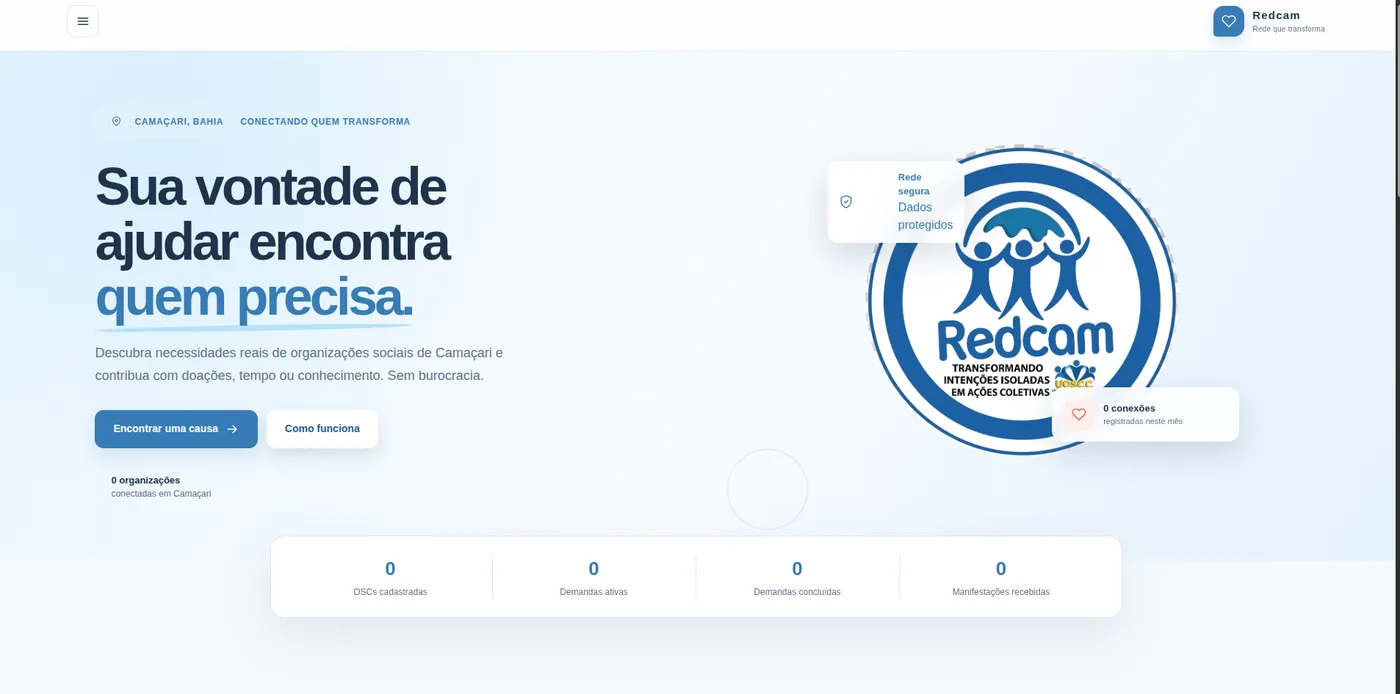 Redcam
Rede que transforma
CAMAÇARI, BAHIA CONECTANDO QUEM TRANSFORMA
Sua vontade de
ajudar encontra
quem precisa.
Descubra necessidades reais de organizações sociais de Camaçari e
contribua com doações, tempo ou conhecimento. Sem burocracia.
Encontrar uma causa
Como funciona
0 organizações
conectadas em Camaçari
Rede
segura
Dados
protegidos
Redcam
TRANSFORMANDO
INTENÇÕES ISOLADAS
EM AÇÕES COLETIVAS
0 conexões
registradas neste mês
0
OSCs cadastradas
0
Demandas ativas
0
Demandas concluídas
0
Manifestações recebidas